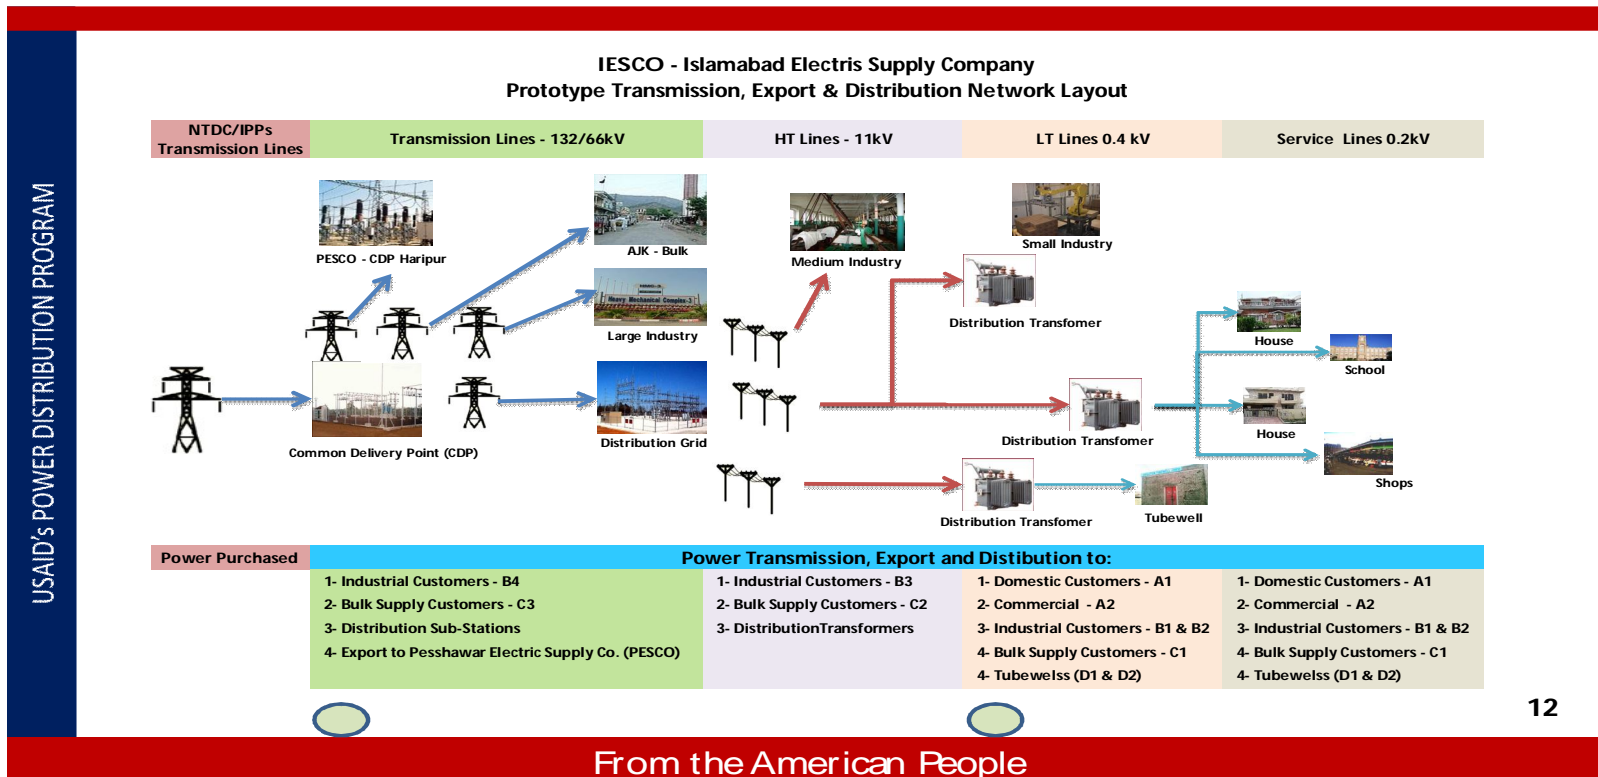 USAID's POWER DISTRIBUTION PROGRAM
IESCO - Islamabad Electris Supply Company
Prototype Transmission, Export & Distribution Network Layout
NTDC/IPPs
Transmission Lines
Transmission Lines - 132/66kV
HT Lines - 11kV
LT Lines 0.4 kV
Service Lines 0.2kV
PESCO - CDP Haripur
AJK - Bulk
Heavy Mechanical Complex-3
Large Industry
Medium Industry
Small Industry
Distribution Transfomer
House
School
Common Delivery Point (CDP)
Distribution Grid
Distribution Transfomer
House
Shops
Distribution Transfomer
Tubewell
Power Purchased
Power Transmission, Export and Distibution to:
1- Industrial Customers - B4
2- Bulk Supply Customers - C3
3- Distribution Sub-Stations
4- Export to Pesshawar Electric Supply Co. (PESCO)
1- Industrial Customers - B3
2- Bulk Supply Customers - C2
3- DistributionTransformers
1- Domestic Customers - A1
2- Commercial - A2
3- Industrial Customers - B1 & B2
4- Bulk Supply Customers - C1
4- Tubewelss (D1 & D2)
1- Domestic Customers - A1
2- Commercial - A2
3- Industrial Customers - B1 & B2
4- Bulk Supply Customers - C1
4- Tubewelss (D1 & D2)
12
From the American People